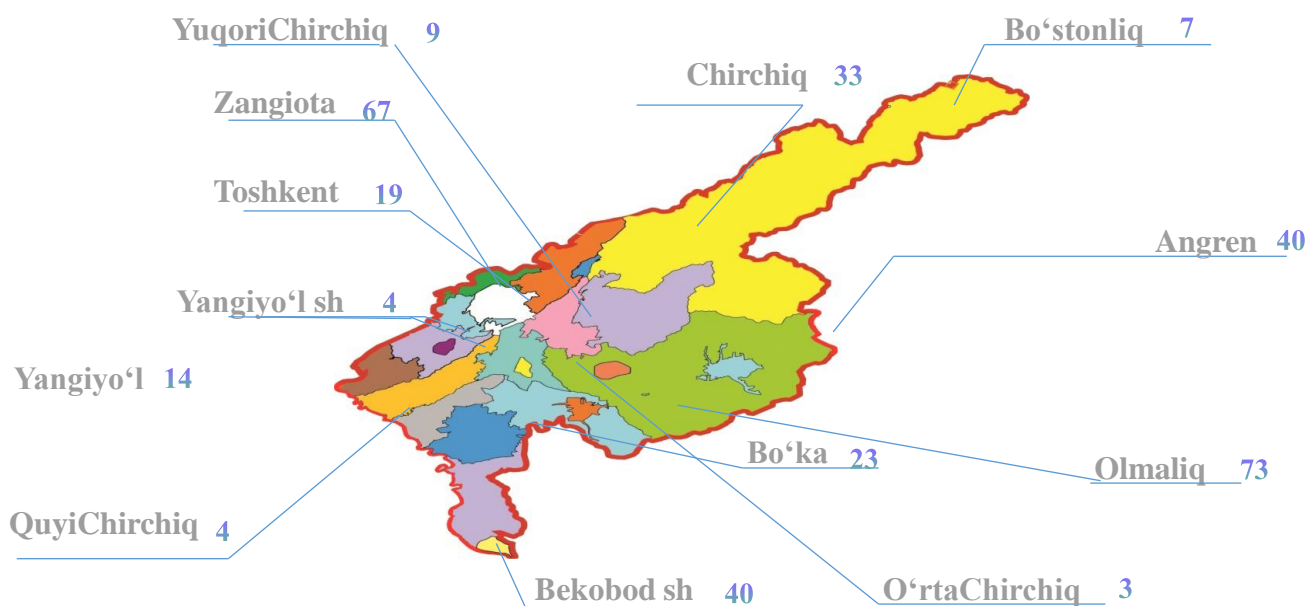 YuqoriChirchiq 9
Bo‘stonliq 7
Chirchiq 33
Zangiota 67
Toshkent 19
Angren 40
Yangiyo‘l sh 4
Yangiyo‘l 14
Bo‘ka 23
Olmaliq 73
QuyiChirchiq 4
Bekobod sh 40
O‘rtaChirchiq 3